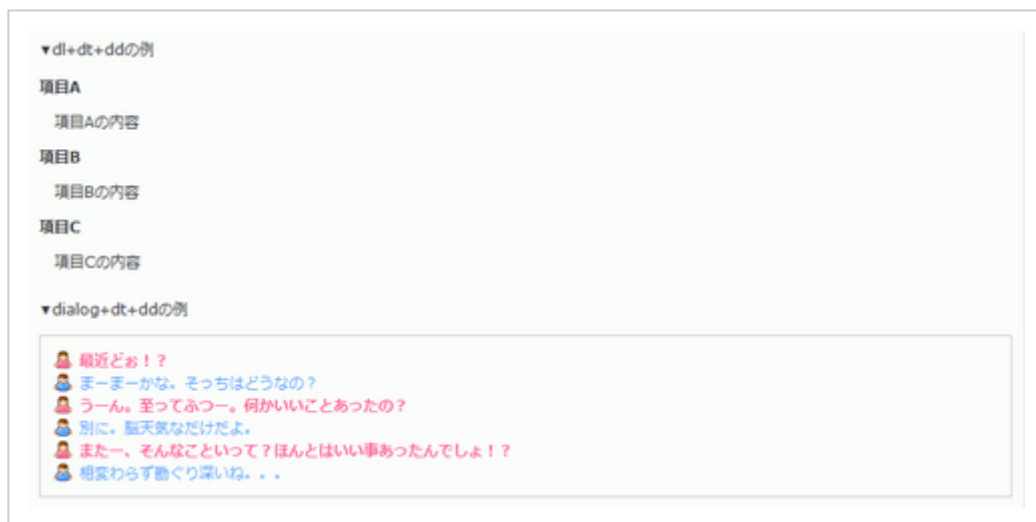 ▼dl+dt+ddの例
項目A
項目Aの内容
項目B
項目Bの内容
項目C
項目Cの内容
▼dialog+dt+ddの例
最近どぉ！？
まーまーかな。そっちはどうなの？
うーん。至ってふつー。何かいいことあったの？
別に。脳天気なだけだよ。
またー、そんなこといって？ほんとはいい事あったんでしょ！？
相変わらず勘ぐり深いね。。。